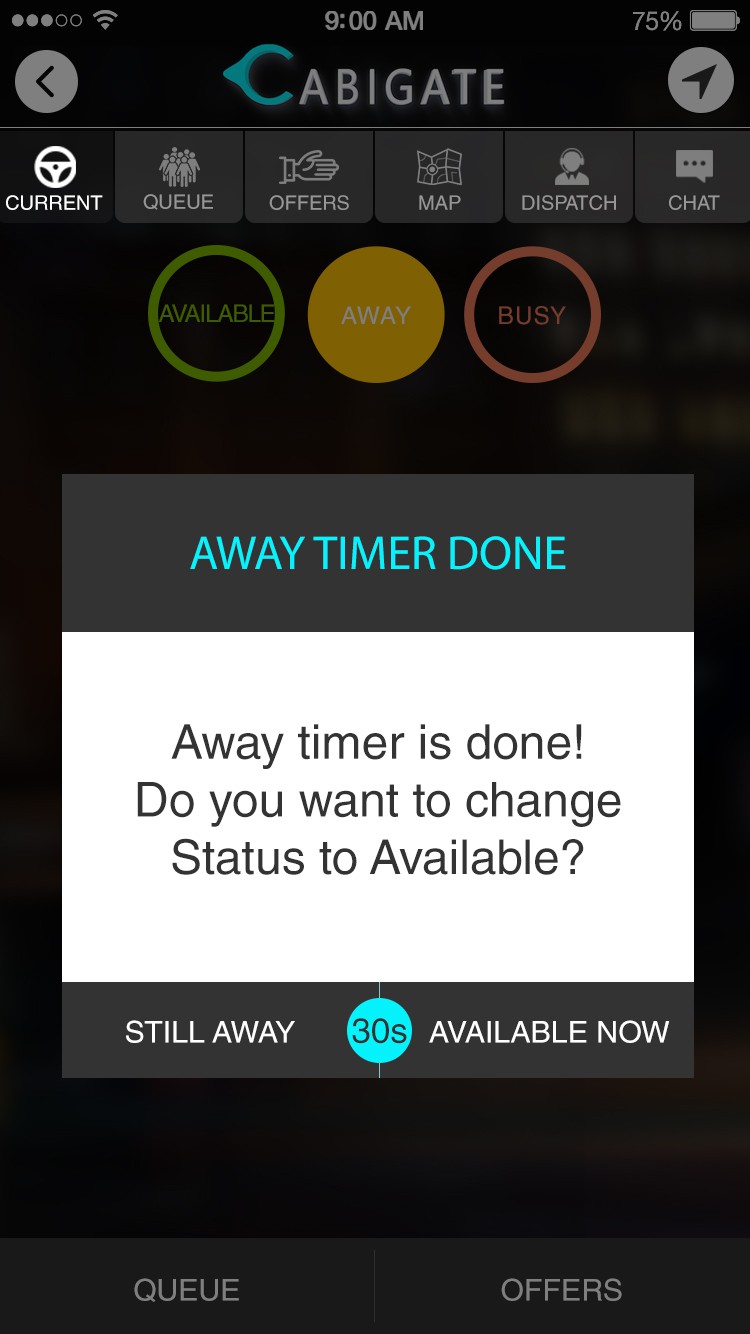 9:00 AM
75%
CABIGATE
CURRENT
QUEUE
OFFERS
MAP
DISPATCH
CHAT
AVAILABLE
AWAY
BUSY
AWAY TIMER DONE
Away timer is done!
Do you want to change
Status to Available?
STILL AWAY
30s
AVAILABLE NOW
QUEUE
OFFERS